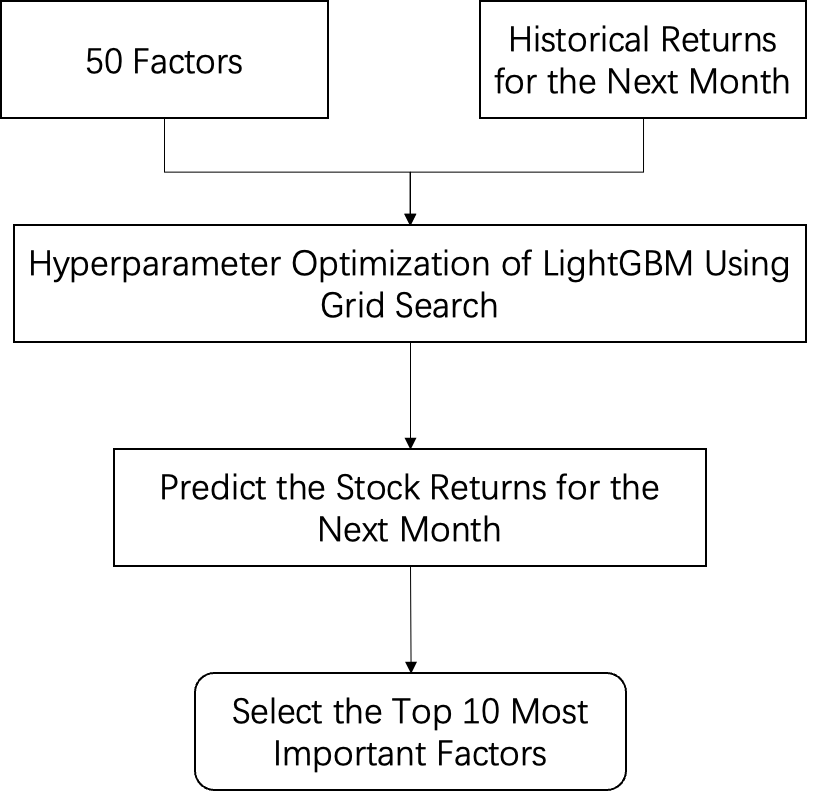 50 Factors
Historical Returns
for the Next Month
Hyperparameter Optimization of LightGBM Using
Grid Search
Predict the Stock Returns for the
Next Month
Select the Top 10 Most
Important Factors